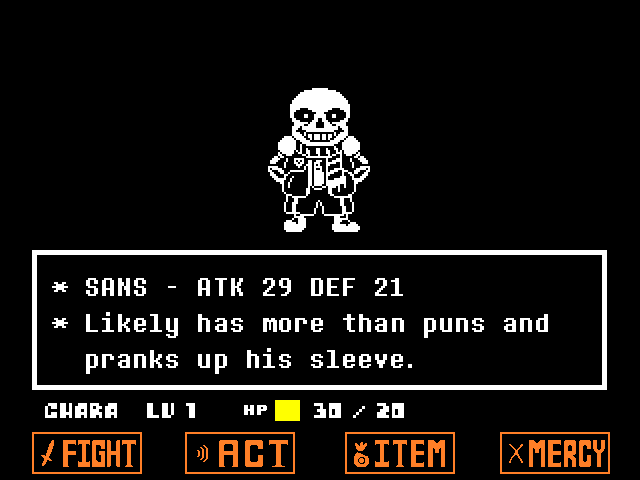 * SANS - ATK 29 DEF 21
* Likely has more than puns and
pranks up his sleeve.
CHARA LV 1 HP 30 / 20
FIGHT ACT ITEM MERCY